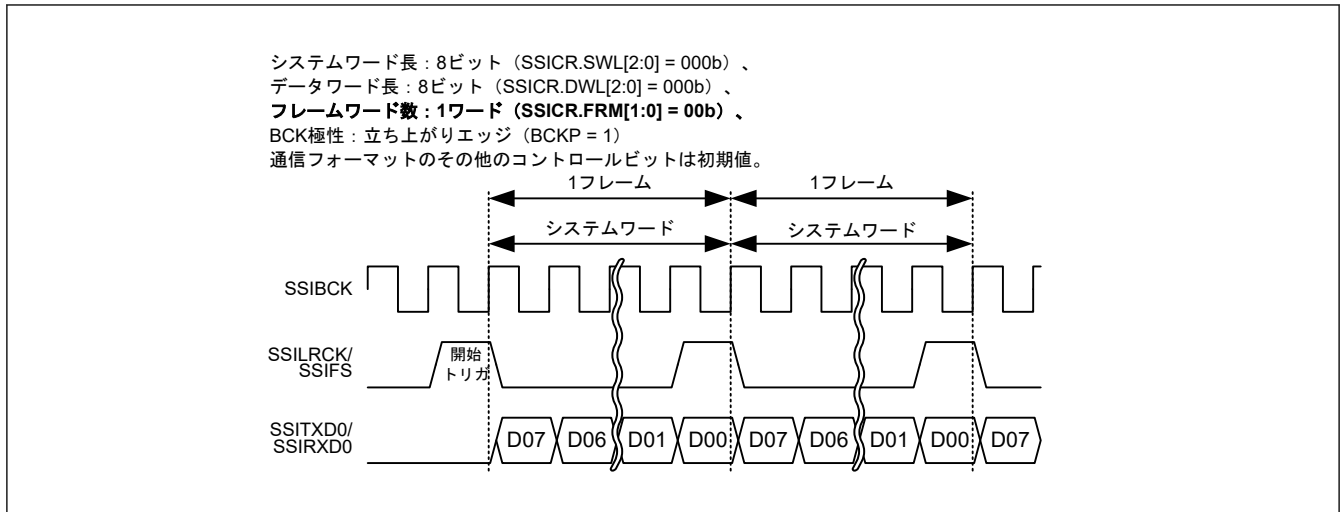 システムワード長：8ビット（SSICR.SWL[2:0] = 000b）、
データワード長：8ビット（SSICR.DWL[2:0] = 000b）、
フレームワード数：1ワード（SSICR.FRM[1:0] = 00b）、
BCK極性：立ち上がりエッジ（BCKP = 1）
通信フォーマットのその他のコントロールビットは初期値。
1フレーム 1フレーム
システムワード システムワード
SSIBCK
SSILRCK/
SSIFS
開始
トリガ
SSITXD0/
SSIRXD0
D07 D06 D01 D00 D07 D06 D01 D00 D07